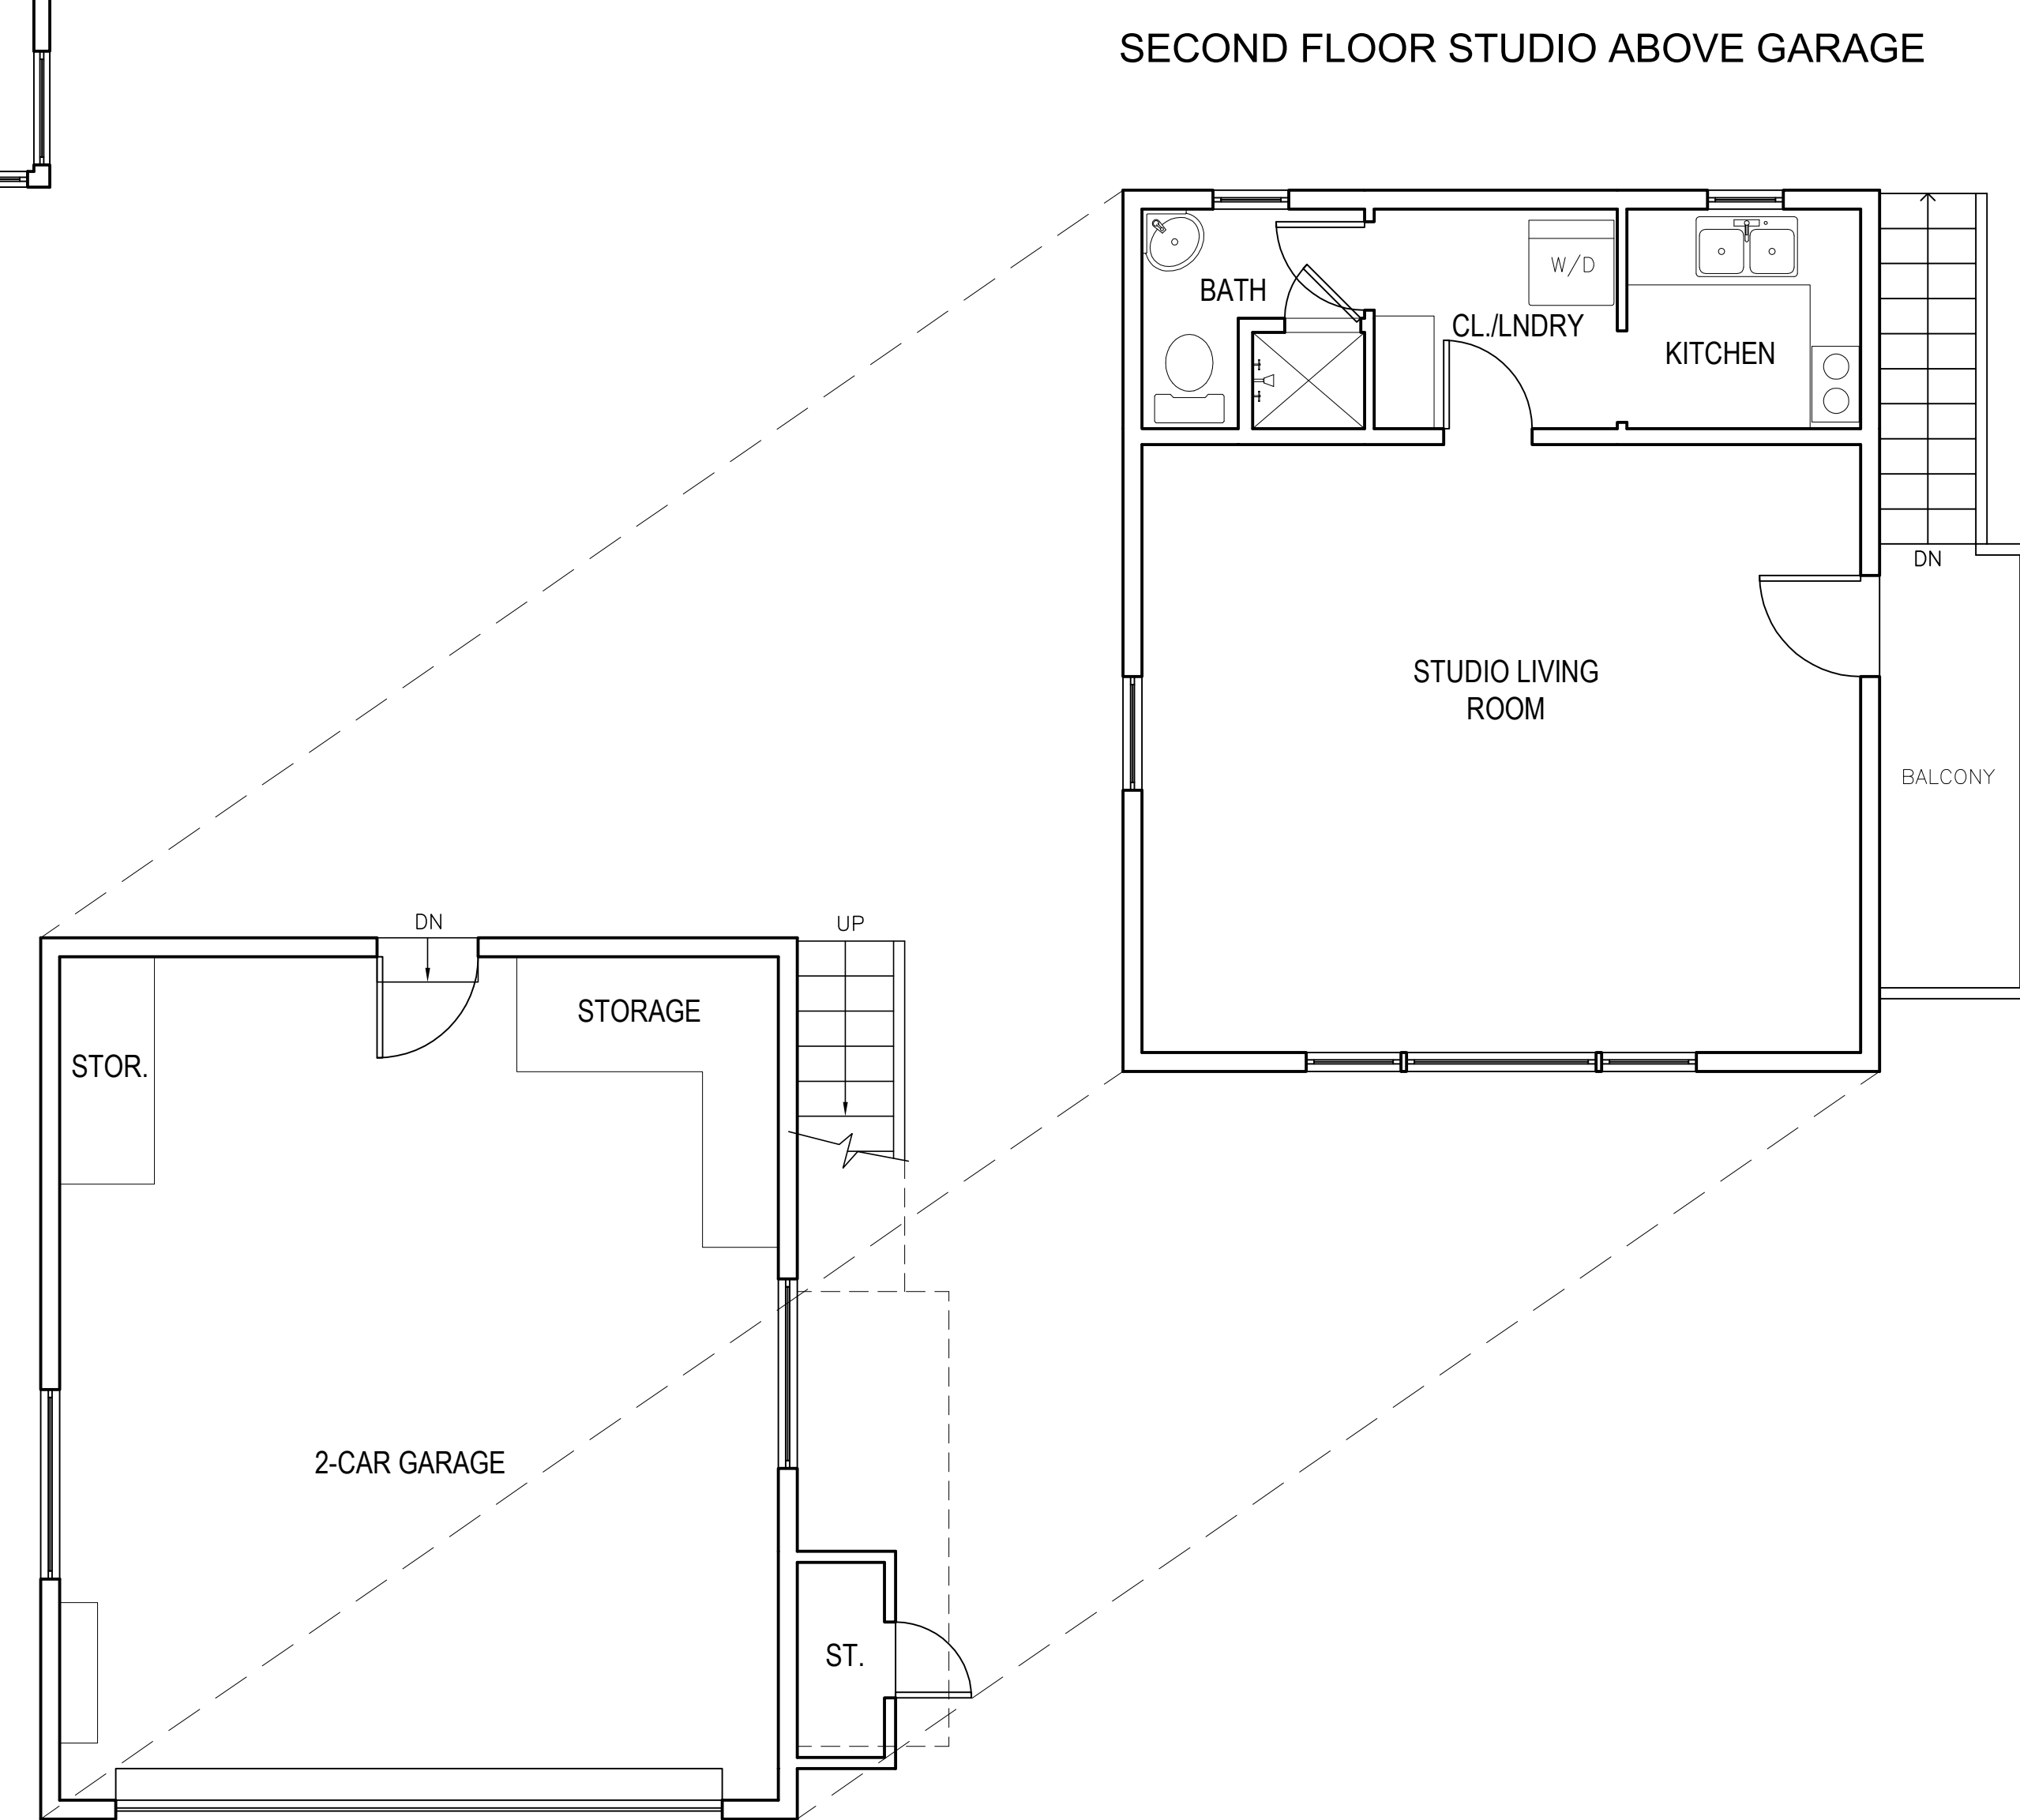 SECOND FLOOR STUDIO ABOVE GARAGE
W/D
BATH
CL./LNDRY
KITCHEN
DN
STUDIO LIVING
ROOM
BALCONY
DN
UP
STORAGE
STOR.
2-CAR GARAGE
ST.